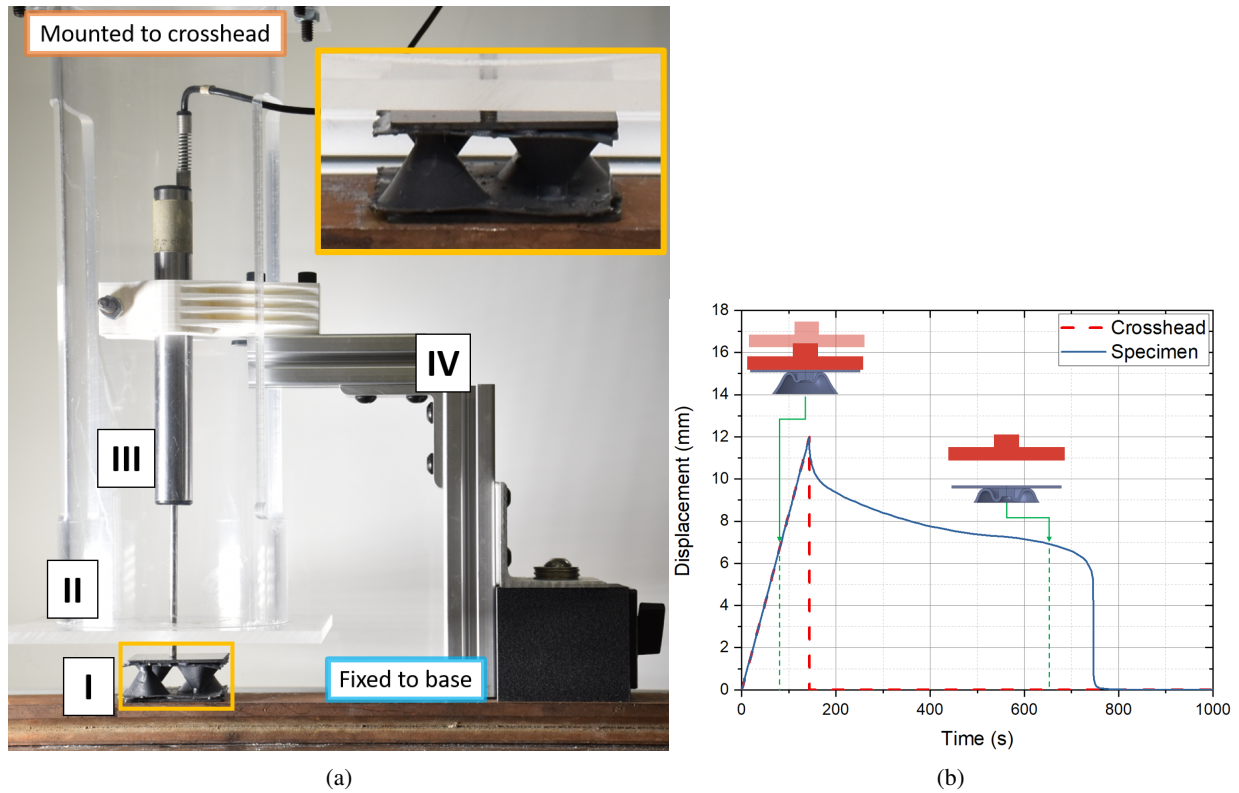 Mounted to crosshead
IV
III
II
I
Fixed to base
(a)
18
16
14
12
10
8
6
4
2
0
Displacement (mm)
Crosshead
Specimen
0
200
400
600
800
1000
Time (s)
(b)